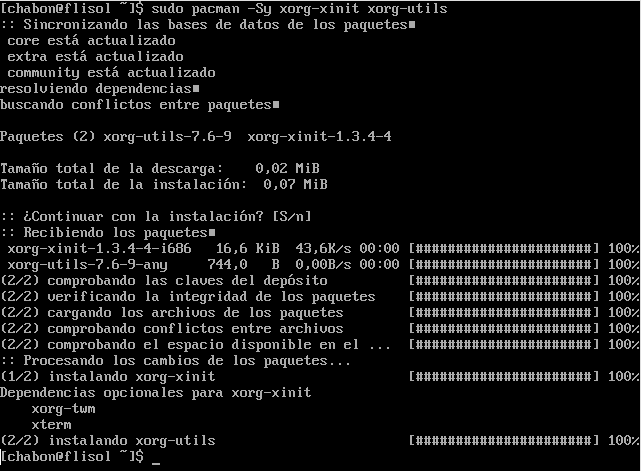 [chabon@flisol ~]$ sudo pacman -Sy xorg-xinit xorg-utils
:: Sincronizando las bases de datos de los paquetes■
 core está actualizado
 extra está actualizado
 community está actualizado
resolviendo dependencias■
buscando conflictos entre paquetes■
Paquetes (2) xorg-utils-7.6-9  xorg-xinit-1.3.4-4
Tamaño total de la descarga:    0,02 MiB
Tamaño total de la instalación:  0,07 MiB
:: ¿Continuar con la instalación? [S/n]
:: Recibiendo los paquetes■
 xorg-xinit-1.3.4-4-i686   16,6 KiB  43,6K/s 00:00 [######################] 100%
 xorg-utils-7.6-9-any     744,0   B  0,00B/s 00:00 [######################] 100%
(2/2) comprobando las claves del depósito          [######################] 100%
(2/2) verificando la integridad de los paquetes    [######################] 100%
(2/2) cargando los archivos de los paquetes        [######################] 100%
(2/2) comprobando conflictos entre archivos        [######################] 100%
(2/2) comprobando el espacio disponible en el ...  [######################] 100%
:: Procesando los cambios de los paquetes...
(1/2) instalando xorg-xinit                        [######################] 100%
Dependencias opcionales para xorg-xinit
    xorg-twm
    xterm
(2/2) instalando xorg-utils                        [######################] 100%
[chabon@flisol ~]$ _